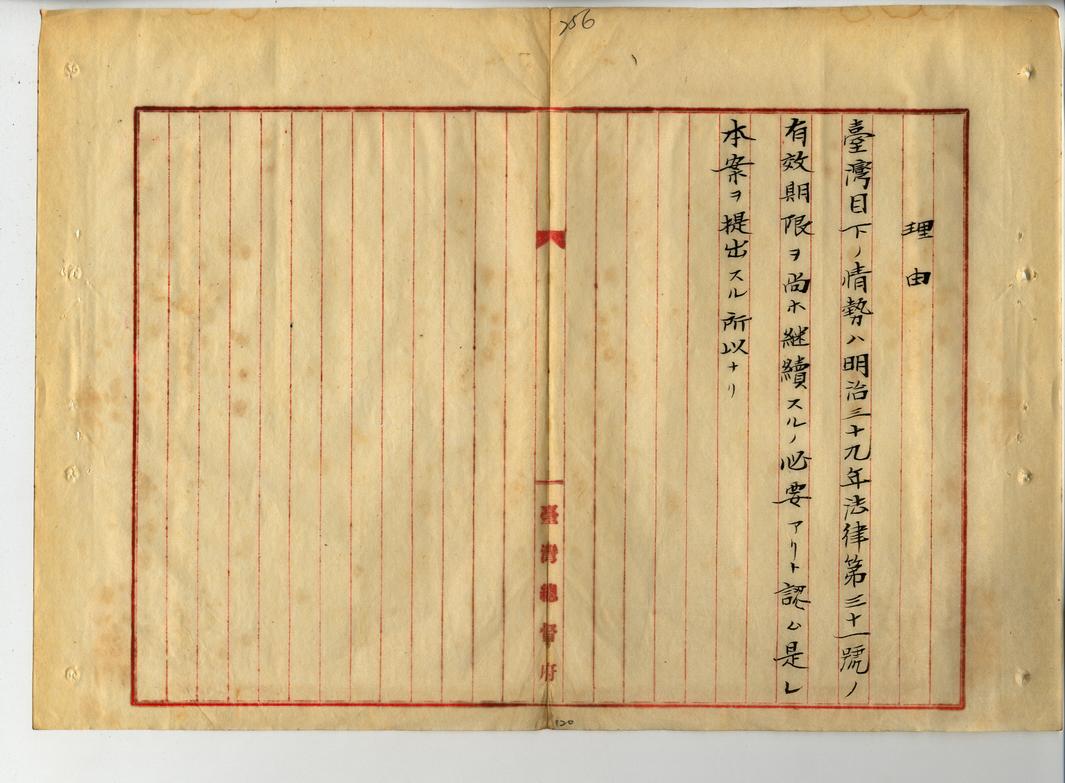 理由
臺灣目下ノ情勢ハ明治三十九年法律第三十一號ノ
有效期限ヲ尚ホ継續スルノ必要アリト認ム是レ
本案ヲ提出スル所以ナリ
臺灣總督府
120